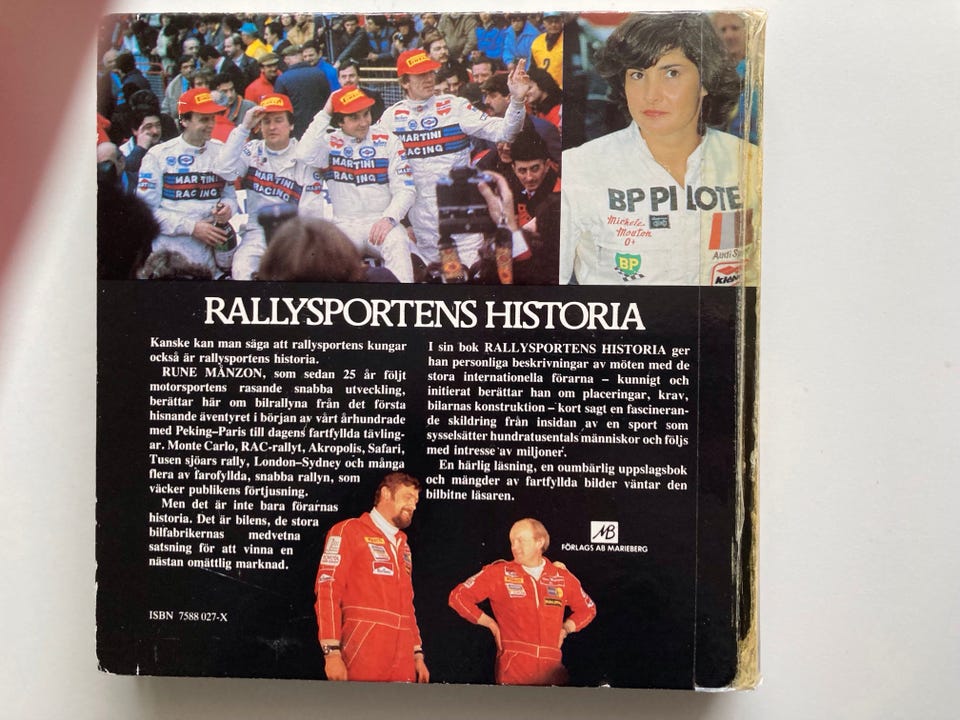 MARTINI
RACING
MARTINI
RACING
MARTINI
RACING
MARTINI
RACING
BP PILOTE
Michele
Mouton
O+
BP
Audi
RALLYSPORTENS HISTORIA
Kanske kan man säga att rallysportens kungar
också är rallysportens historia.
RUNE MÅNZON, som sedan 25 år följt
motorsportens rasande snabba utveckling,
berättar här om bilrallyna från det första
hisnande äventyret i början av vårt århundrade
med Peking–Paris till dagens fartfyllda tävling-
ar. Monte Carlo, RAC-rallyt, Akropolis, Safari,
Tusen sjöars rally, London–Sydney och många
flera av farofyllda, snabba rallyn, som
väcker publikens förtjusning.
Men det är inte bara förarnas
historia. Det är bilens, de stora
bilfabrikernas medvetna
satsning för att vinna en
nästan omättlig marknad.
I sin bok RALLYSPORTENS HISTORIA ger
han personliga beskrivningar av möten med de
stora internationella förarna – kunnigt och
initierat berättar han om placeringar, krav,
bilarnas konstruktion – kort sagt en fascineran-
de skildring från insidan av en sport som
sysselsätter hundratusentals människor och följs
med intresse av miljoner.
En härlig läsning, en oumbärlig uppslagsbok
och mängder av fartfyllda bilder väntar den
bilbitne läsaren.
MB
FÖRLAGS AB MARIEBERG
ISBN 7588 027-X